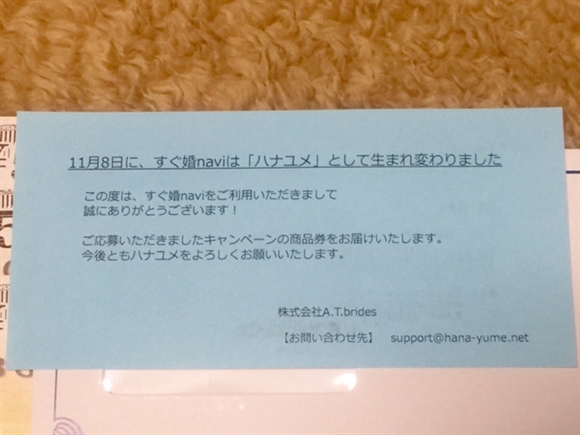 11月8日に、すぐ婚naviは「ハナユメ」として生まれ変わりました
この度は、すぐ婚naviをご利用いただきまして
誠にありがとうございます！
ご応募いただきましたキャンペーンの商品券をお届けいたします。
今後ともハナユメをよろしくお願いいたします。
株式会社A.T.brides
【お問い合わせ先】 support@hana-yume.net